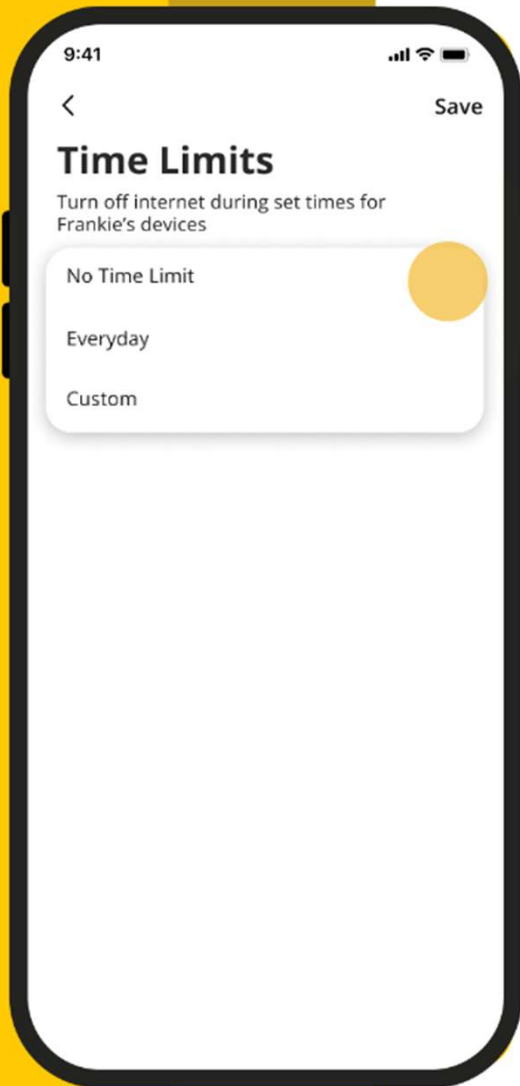 9:41
Save
Time Limits
Turn off internet during set times for
Frankie’s devices
No Time Limit
Everyday
Custom